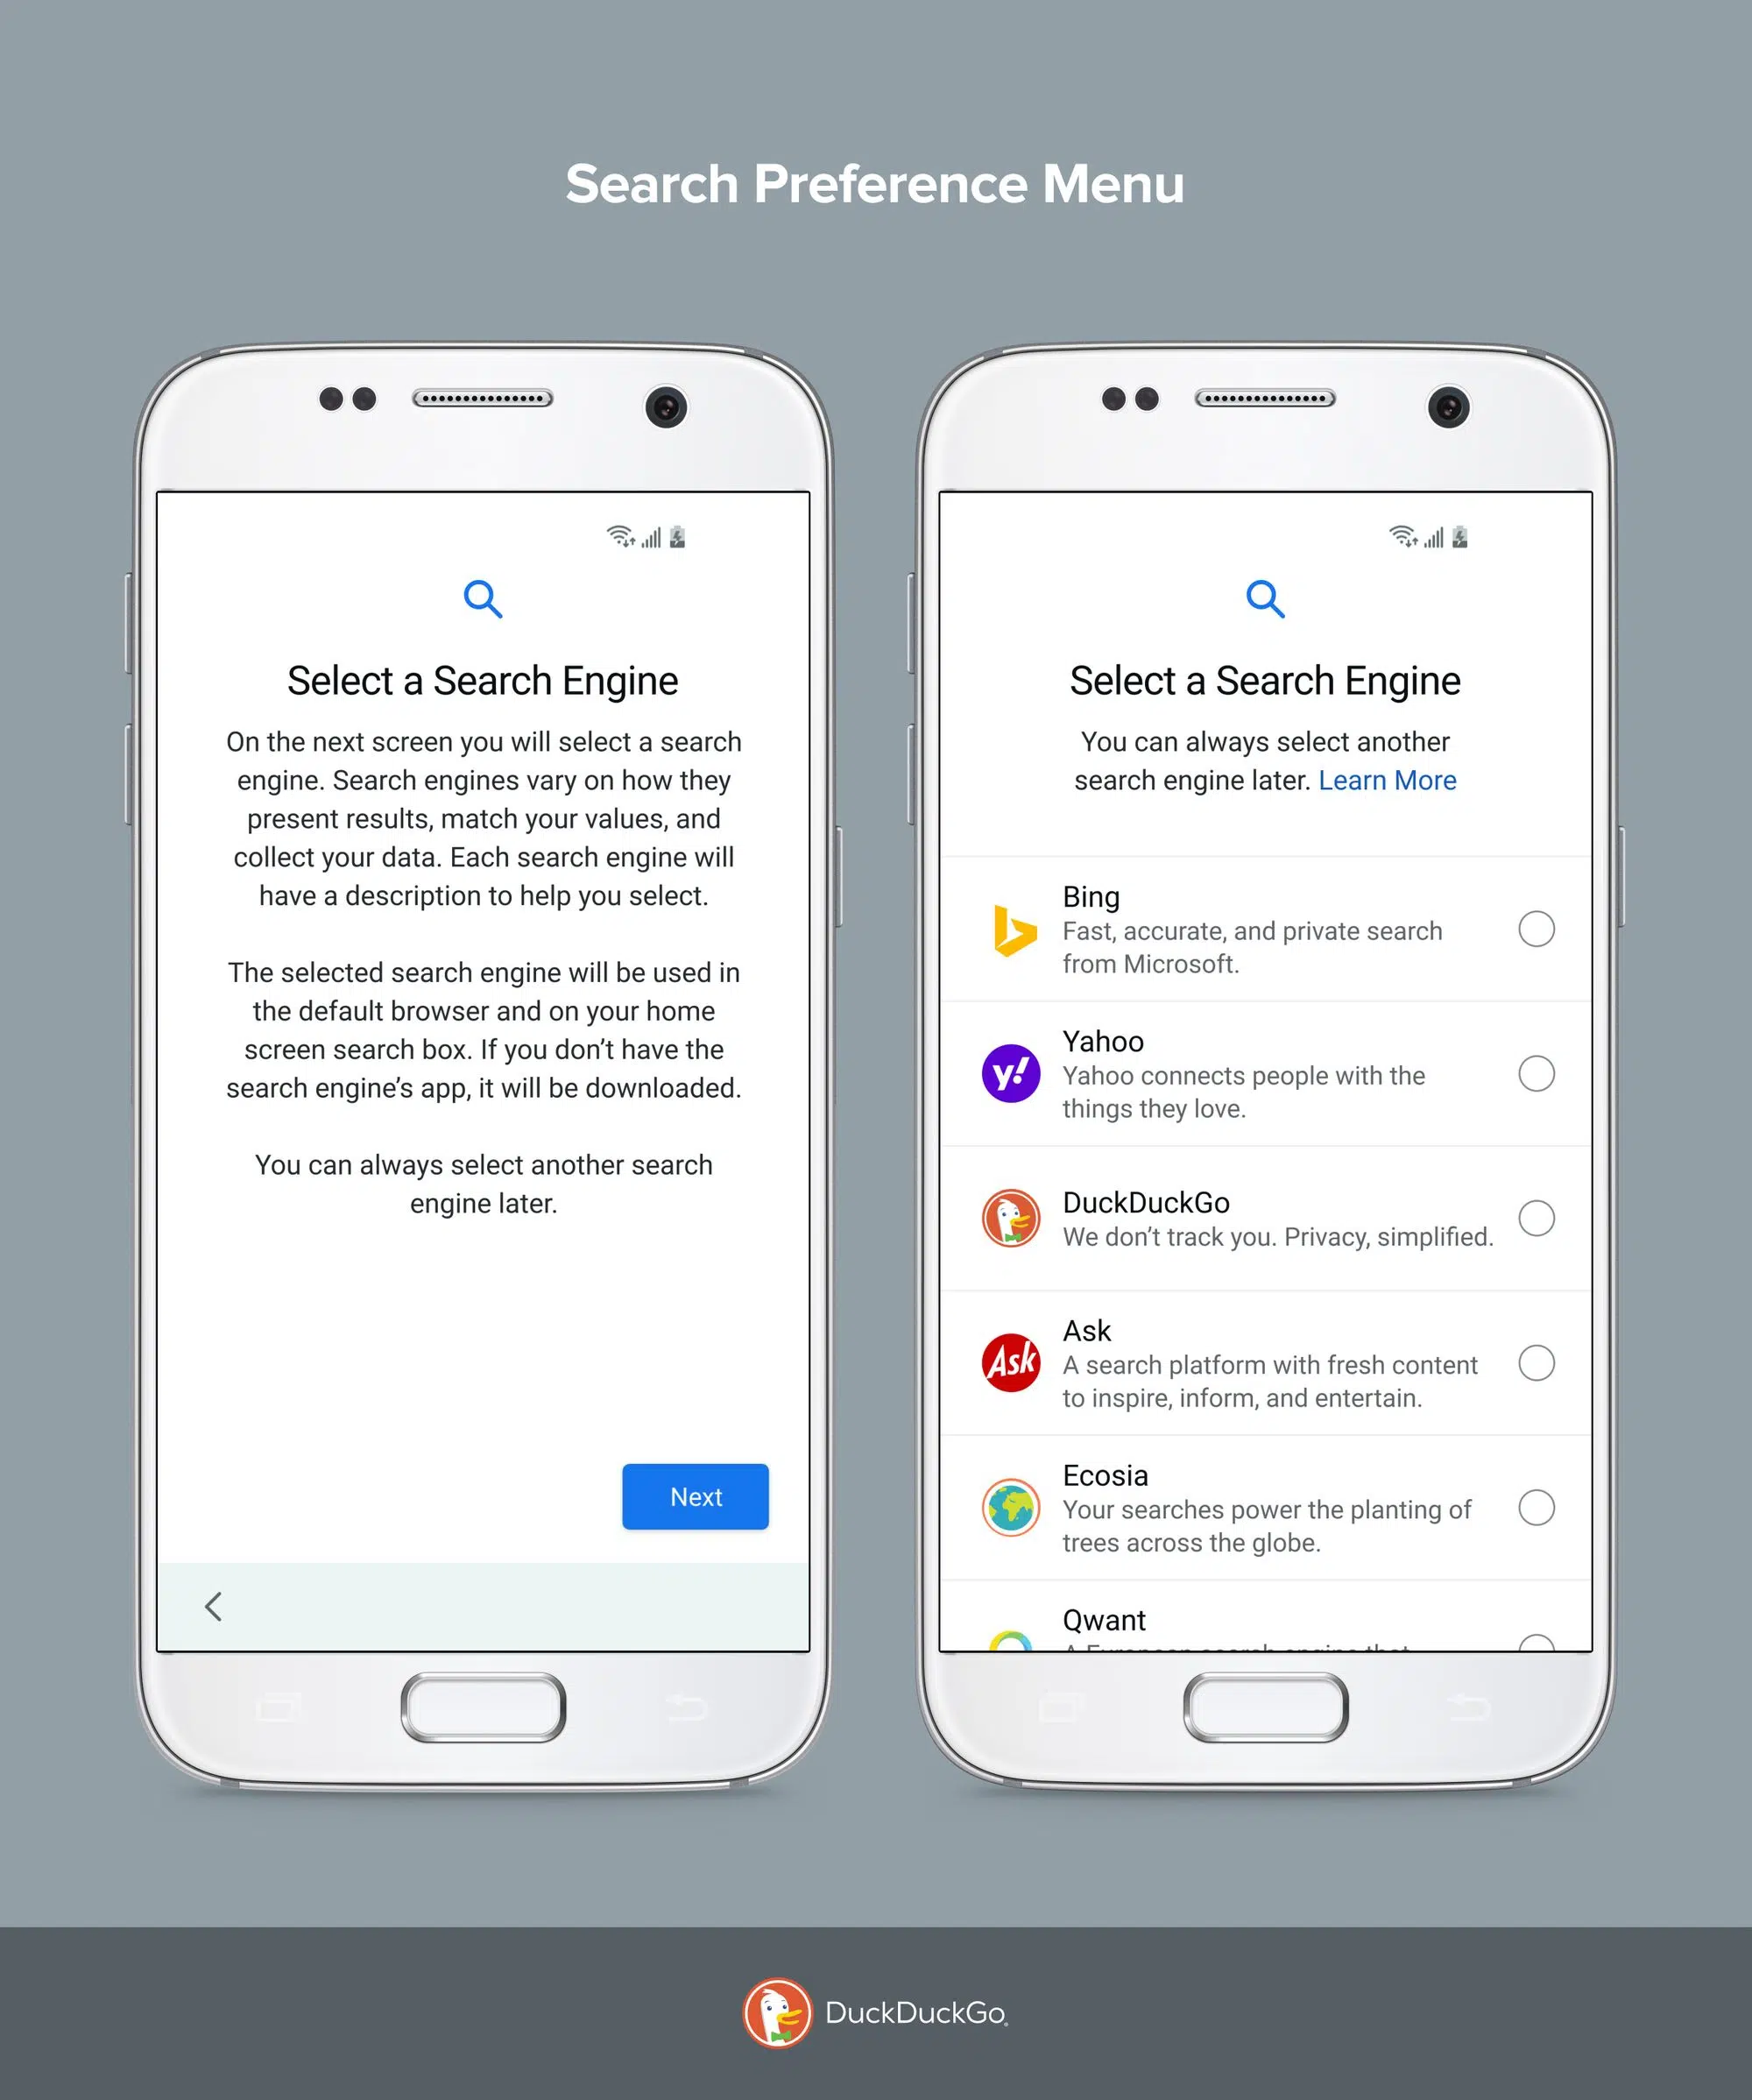 Search Preference Menu
Select a Search Engine
On the next screen you will select a search
engine. Search engines vary on how they
present results, match your values, and
collect your data. Each search engine will
have a description to help you select.
The selected search engine will be used in
the default browser and on your home
screen search box. If you don’t have the
search engine’s app, it will be downloaded.
You can always select another search
engine later.
Next
Select a Search Engine
You can always select another
search engine later. Learn More
Bing
Fast, accurate, and private search
from Microsoft.
y!
Yahoo
Yahoo connects people with the
things they love.
DuckDuckGo
We don’t track you. Privacy, simplified.
Ask
Ask
A search platform with fresh content
to inspire, inform, and entertain.
Ecosia
Your searches power the planting of
trees across the globe.
Qwant
A European search engine that
DuckDuckGo